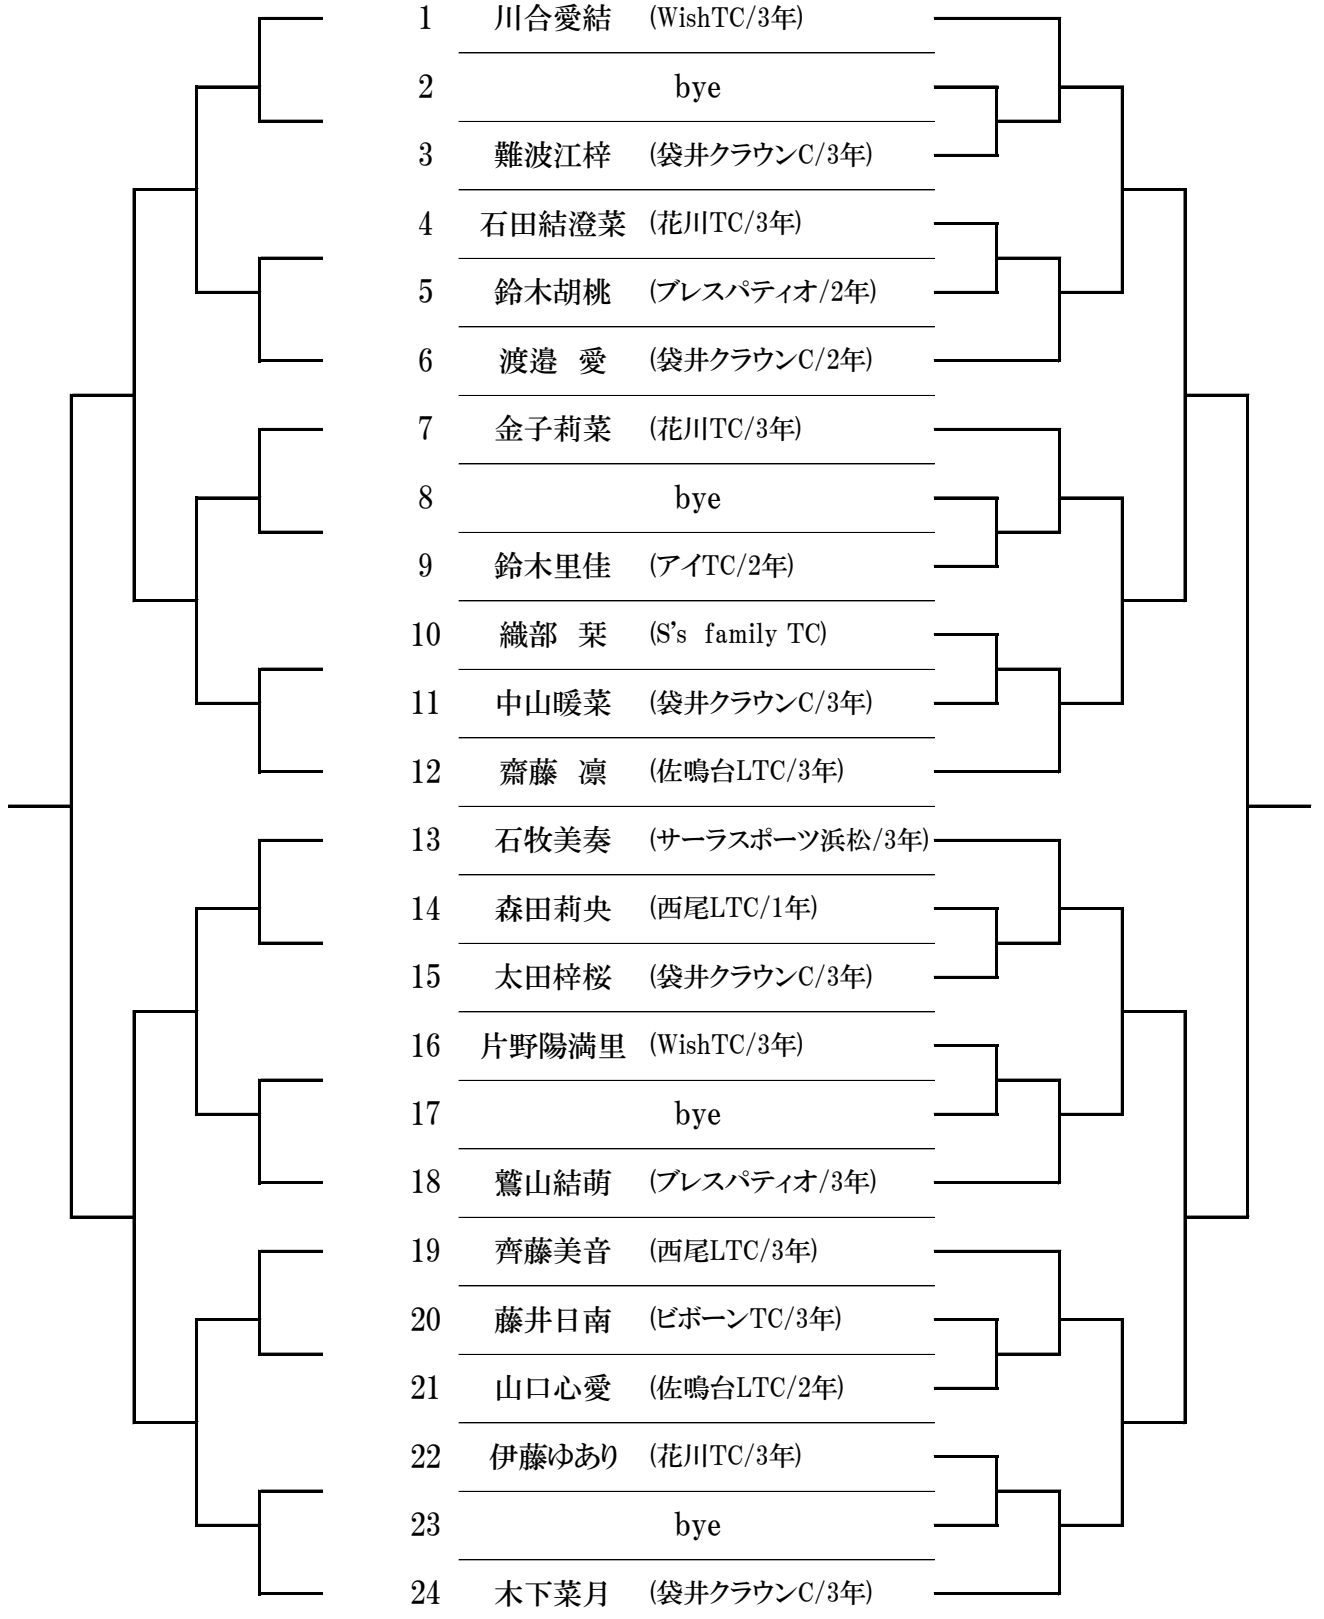 1 川合愛結 (WishTC/3年)
2 bye
3 難波江梓 (袋井クラウンC/3年)
4 石田結澄菜 (花川TC/3年)
5 鈴木胡桃 (ブレスパティオ/2年)
6 渡邉 愛 (袋井クラウンC/2年)
7 金子莉菜 (花川TC/3年)
8 bye
9 鈴木里佳 (アイTC/2年)
10 織部 栞 (S's family TC)
11 中山暖菜 (袋井クラウンC/3年)
12 齋藤 凛 (佐鳴台LTC/3年)
13 石牧美奏 (サーラスポーツ浜松/3年)
14 森田莉央 (西尾LTC/1年)
15 太田梓桜 (袋井クラウンC/3年)
16 片野陽満里 (WishTC/3年)
17 bye
18 鷲山結萌 (ブレスパティオ/3年)
19 齊藤美音 (西尾LTC/3年)
20 藤井日南 (ビボーンTC/3年)
21 山口心愛 (佐鳴台LTC/2年)
22 伊藤ゆあり (花川TC/3年)
23 bye
24 木下菜月 (袋井クラウンC/3年)